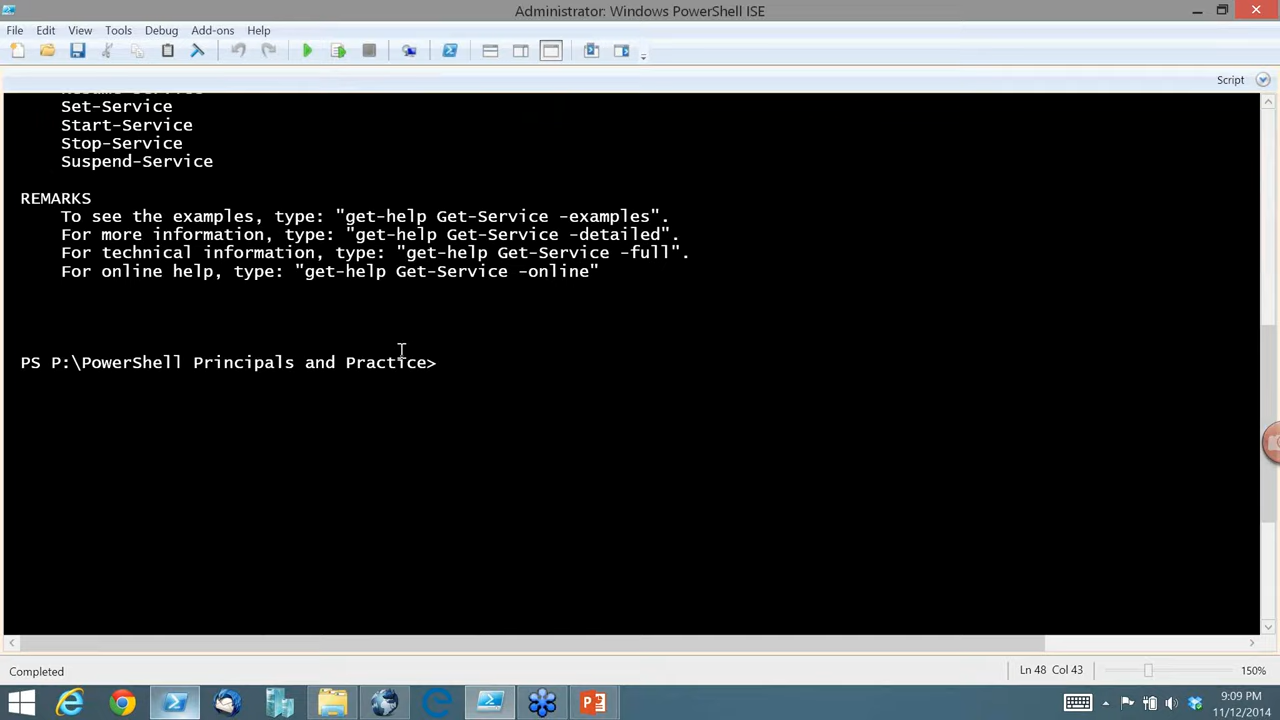 Administrator: Windows PowerShell ISE
File Edit View Tools Debug Add-ons Help
Script
Set-Service
Start-Service
Stop-Service
Suspend-Service
REMARKS
To see the examples, type: "get-help Get-Service -examples".
For more information, type: "get-help Get-Service -detailed".
For technical information, type: "get-help Get-Service -full".
For online help, type: "get-help Get-Service -online"
PS P:\PowerShell Principals and Practice>
Completed
Ln 48 Col 43
150%
9:09 PM
11/12/2014